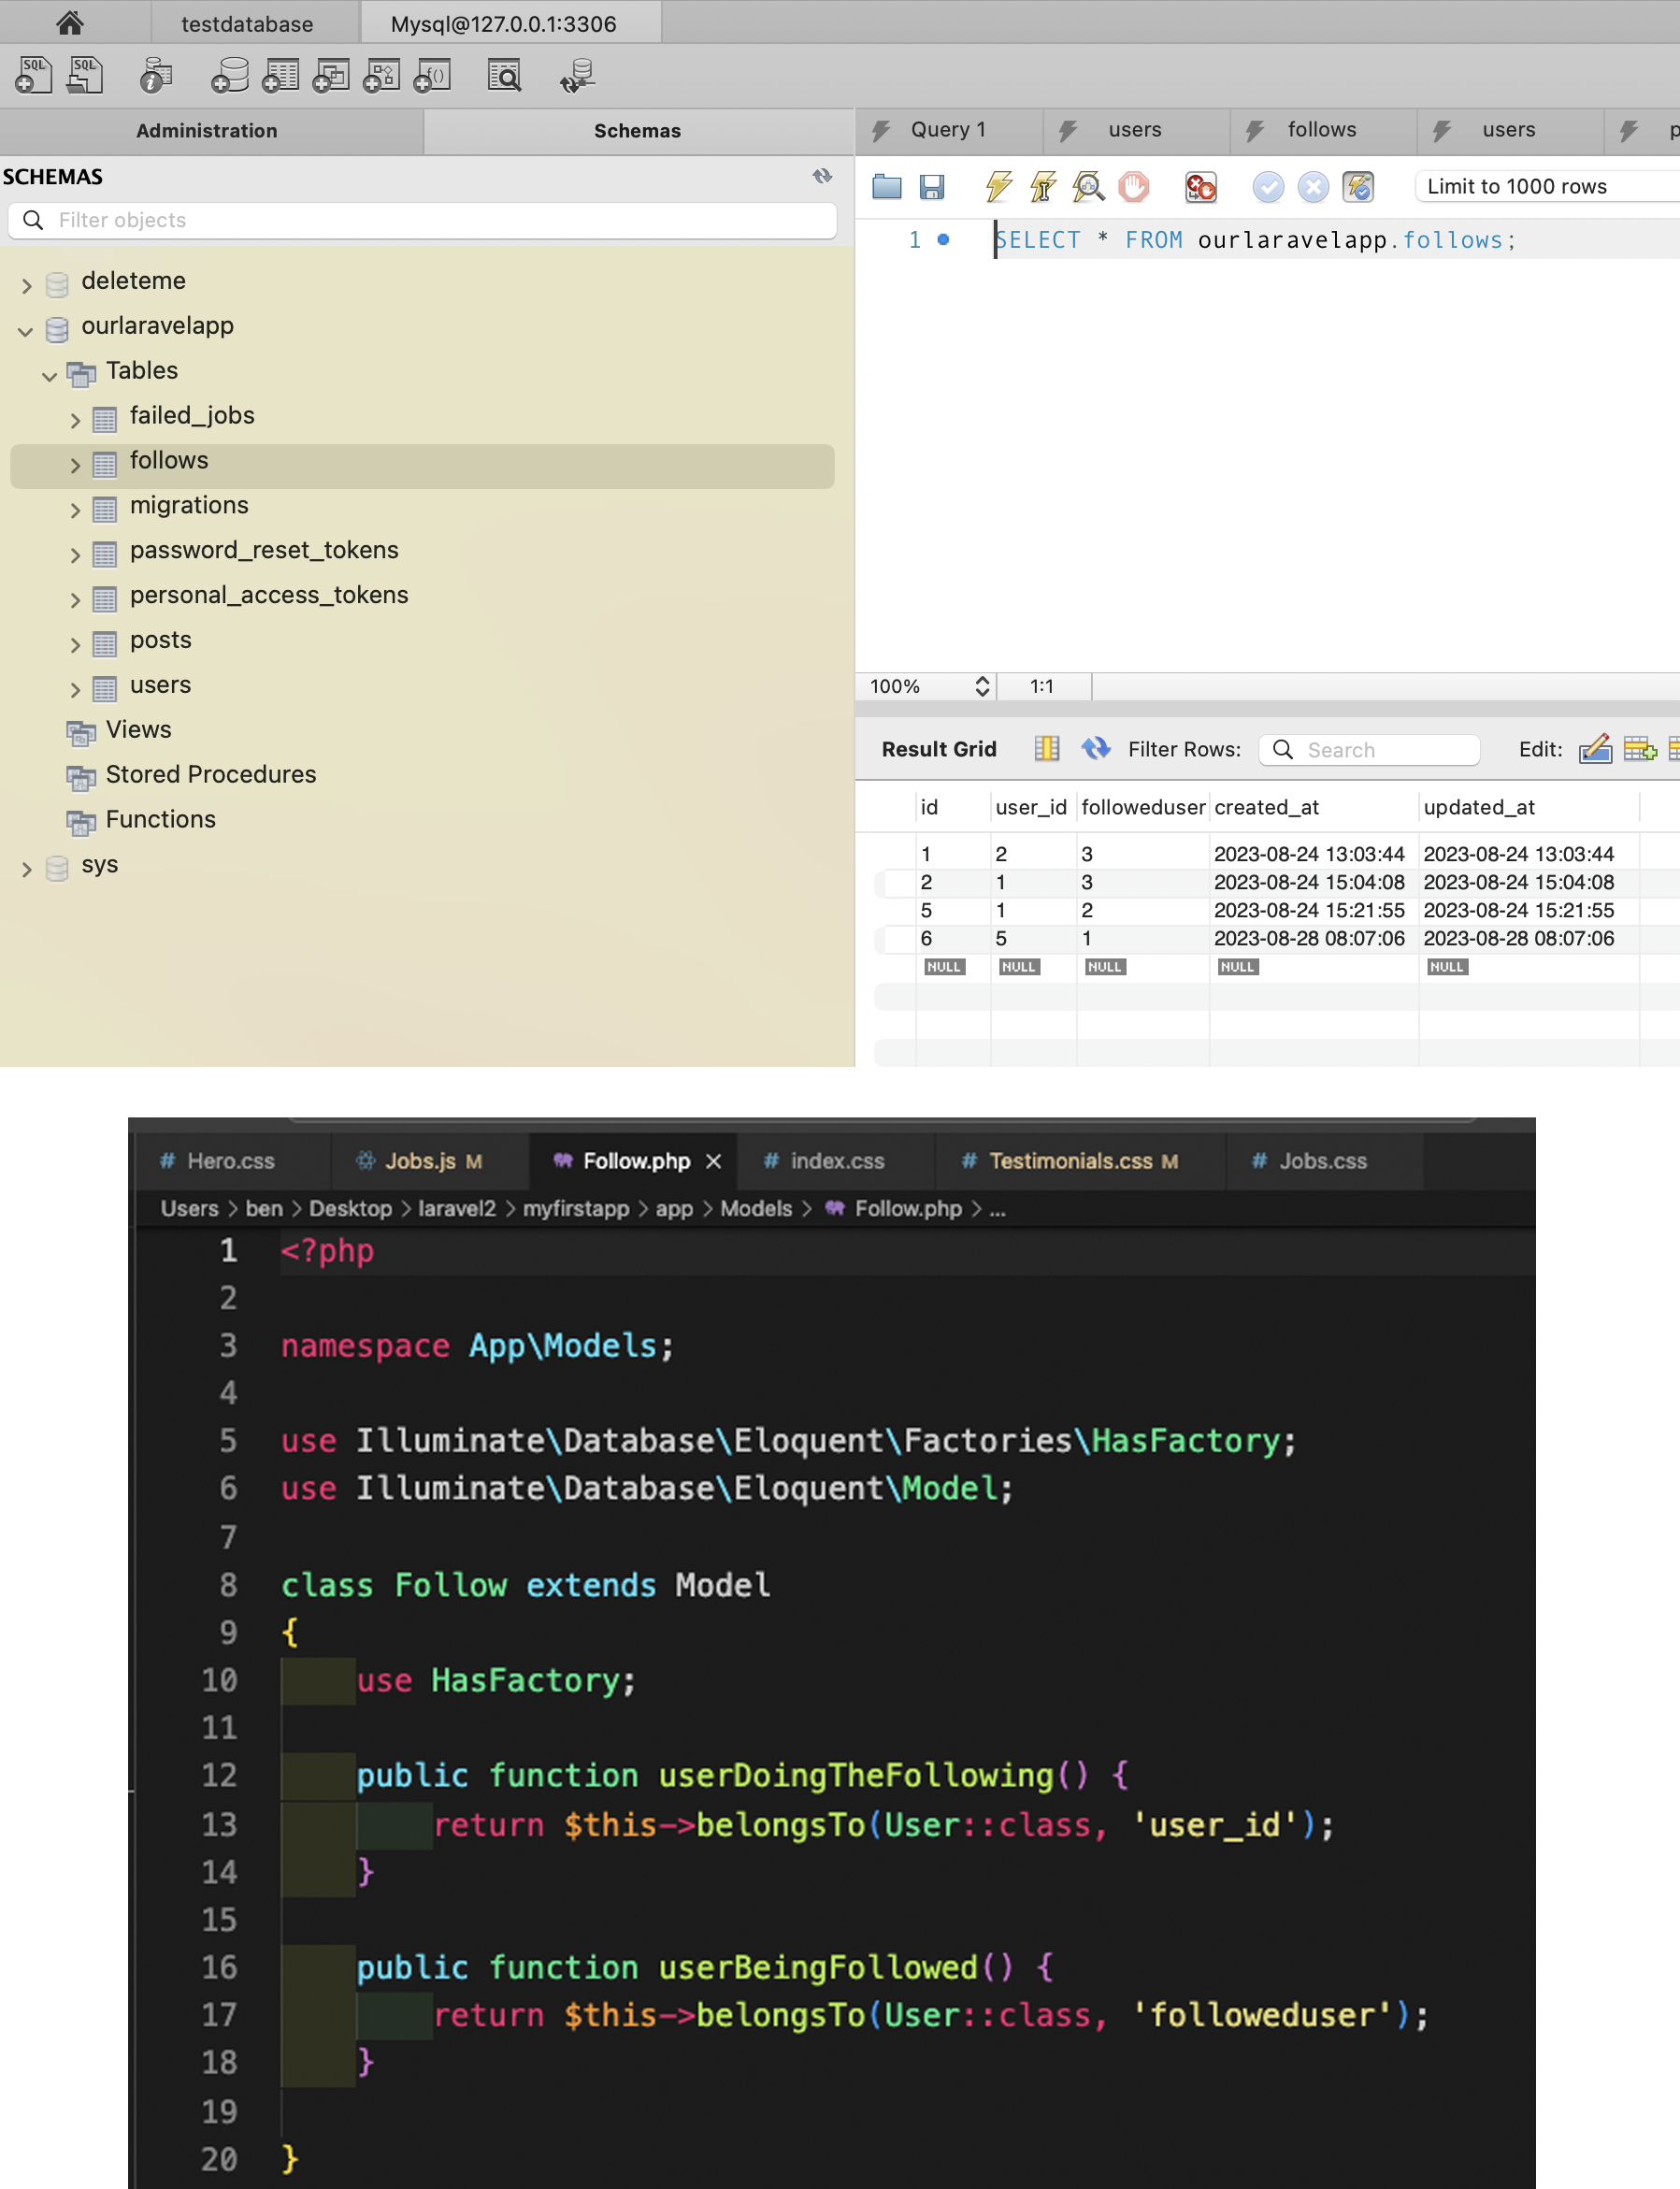 testdatabase
Mysql@127.0.0.1:3306
SQL SQL
Administration
Schemas
SCHEMAS
Filter objects
deleteme
ourlaravelapp
Tables
failed_jobs
follows
migrations
password_reset_tokens
personal_access_tokens
posts
users
Views
Stored Procedures
Functions
sys
Query 1 users follows users p
Limit to 1000 rows
1 SELECT * FROM ourlaravelapp.follows;
100% 1:1
Result Grid Filter Rows: Search Edit:
id user_id followeduser created_at updated_at
1 2 3 2023-08-24 13:03:44 2023-08-24 13:03:44
2 1 3 2023-08-24 15:04:08 2023-08-24 15:04:08
5 1 2 2023-08-24 15:21:55 2023-08-24 15:21:55
6 5 1 2023-08-28 08:07:06 2023-08-28 08:07:06
NULL NULL NULL NULL NULL
# Hero.css Jobs.js M Follow.php × # index.css # Testimonials.css M # Jobs.css
Users > ben > Desktop > laravel2 > myfirstapp > app > Models > Follow.php > ...
1 <?php
2
3 namespace App\Models;
4
5 use Illuminate\Database\Eloquent\Factories\HasFactory;
6 use Illuminate\Database\Eloquent\Model;
7
8 class Follow extends Model
9 {
10 use HasFactory;
11
12 public function userDoingTheFollowing() {
13 return $this->belongsTo(User::class, 'user_id');
14 }
15
16 public function userBeingFollowed() {
17 return $this->belongsTo(User::class, 'followeduser');
18 }
19
20 }